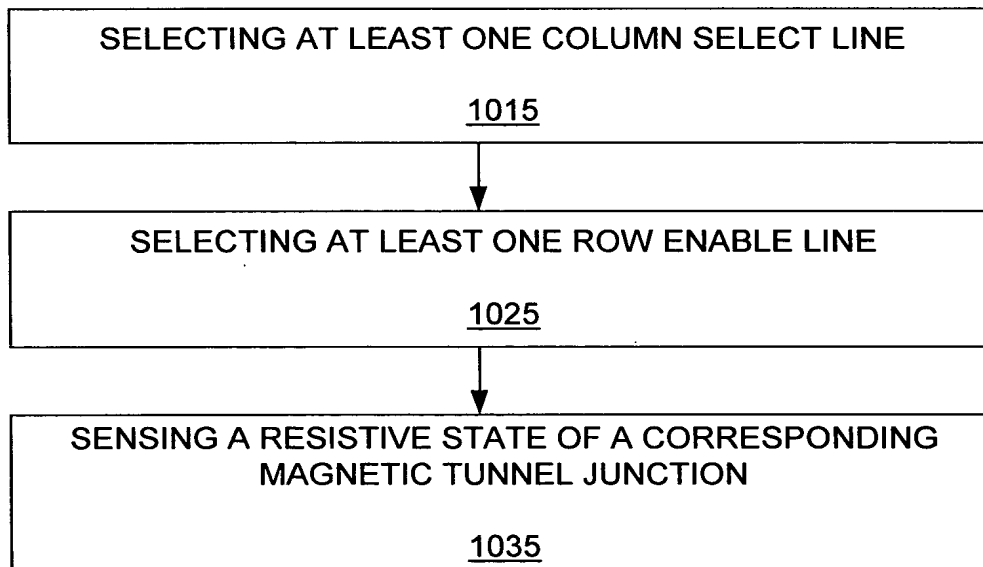 SELECTING AT LEAST ONE COLUMN SELECT LINE
1015
SELECTING AT LEAST ONE ROW ENABLE LINE
1025
SENSING A RESISTIVE STATE OF A CORRESPONDING
MAGNETIC TUNNEL JUNCTION
1035